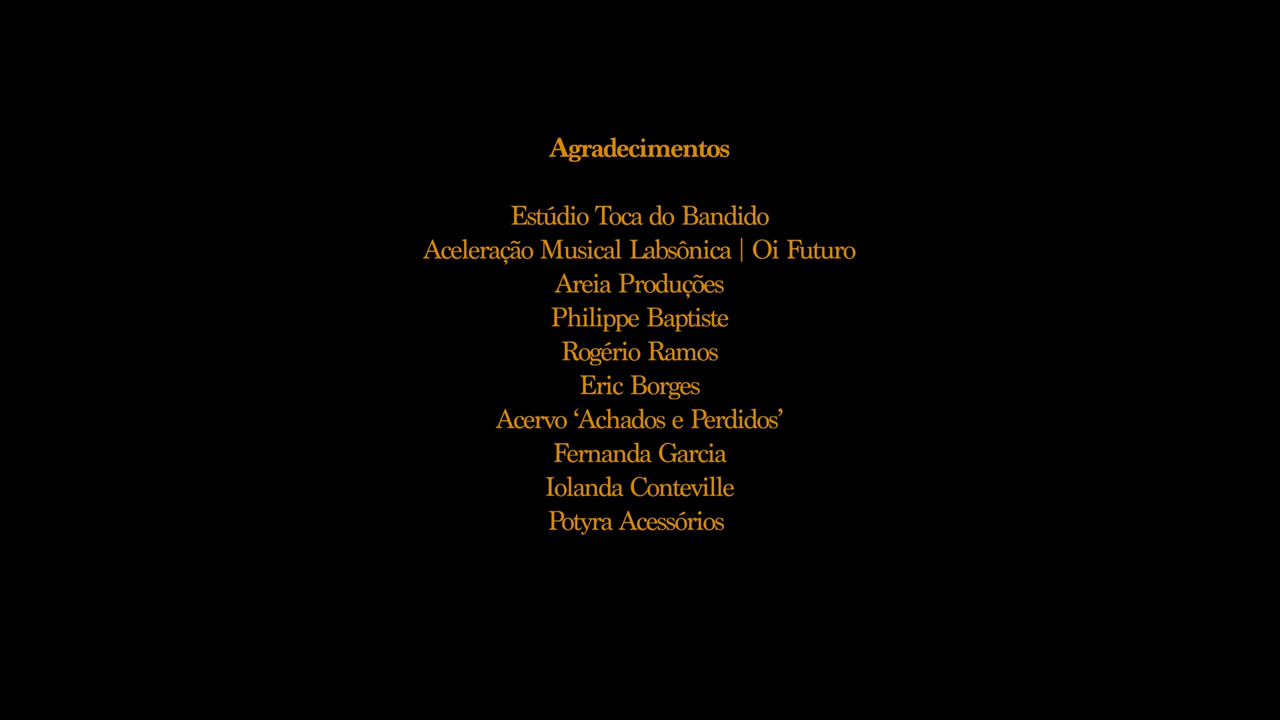 Agradecimentos
Estúdio Toca do Bandido
Aceleração Musical Labsônica | Oi Futuro
Areia Produções
Philippe Baptiste
Rogério Ramos
Eric Borges
Acervo ‘Achados e Perdidos’
Fernanda Garcia
Iolanda Conteville
Potyra Acessórios